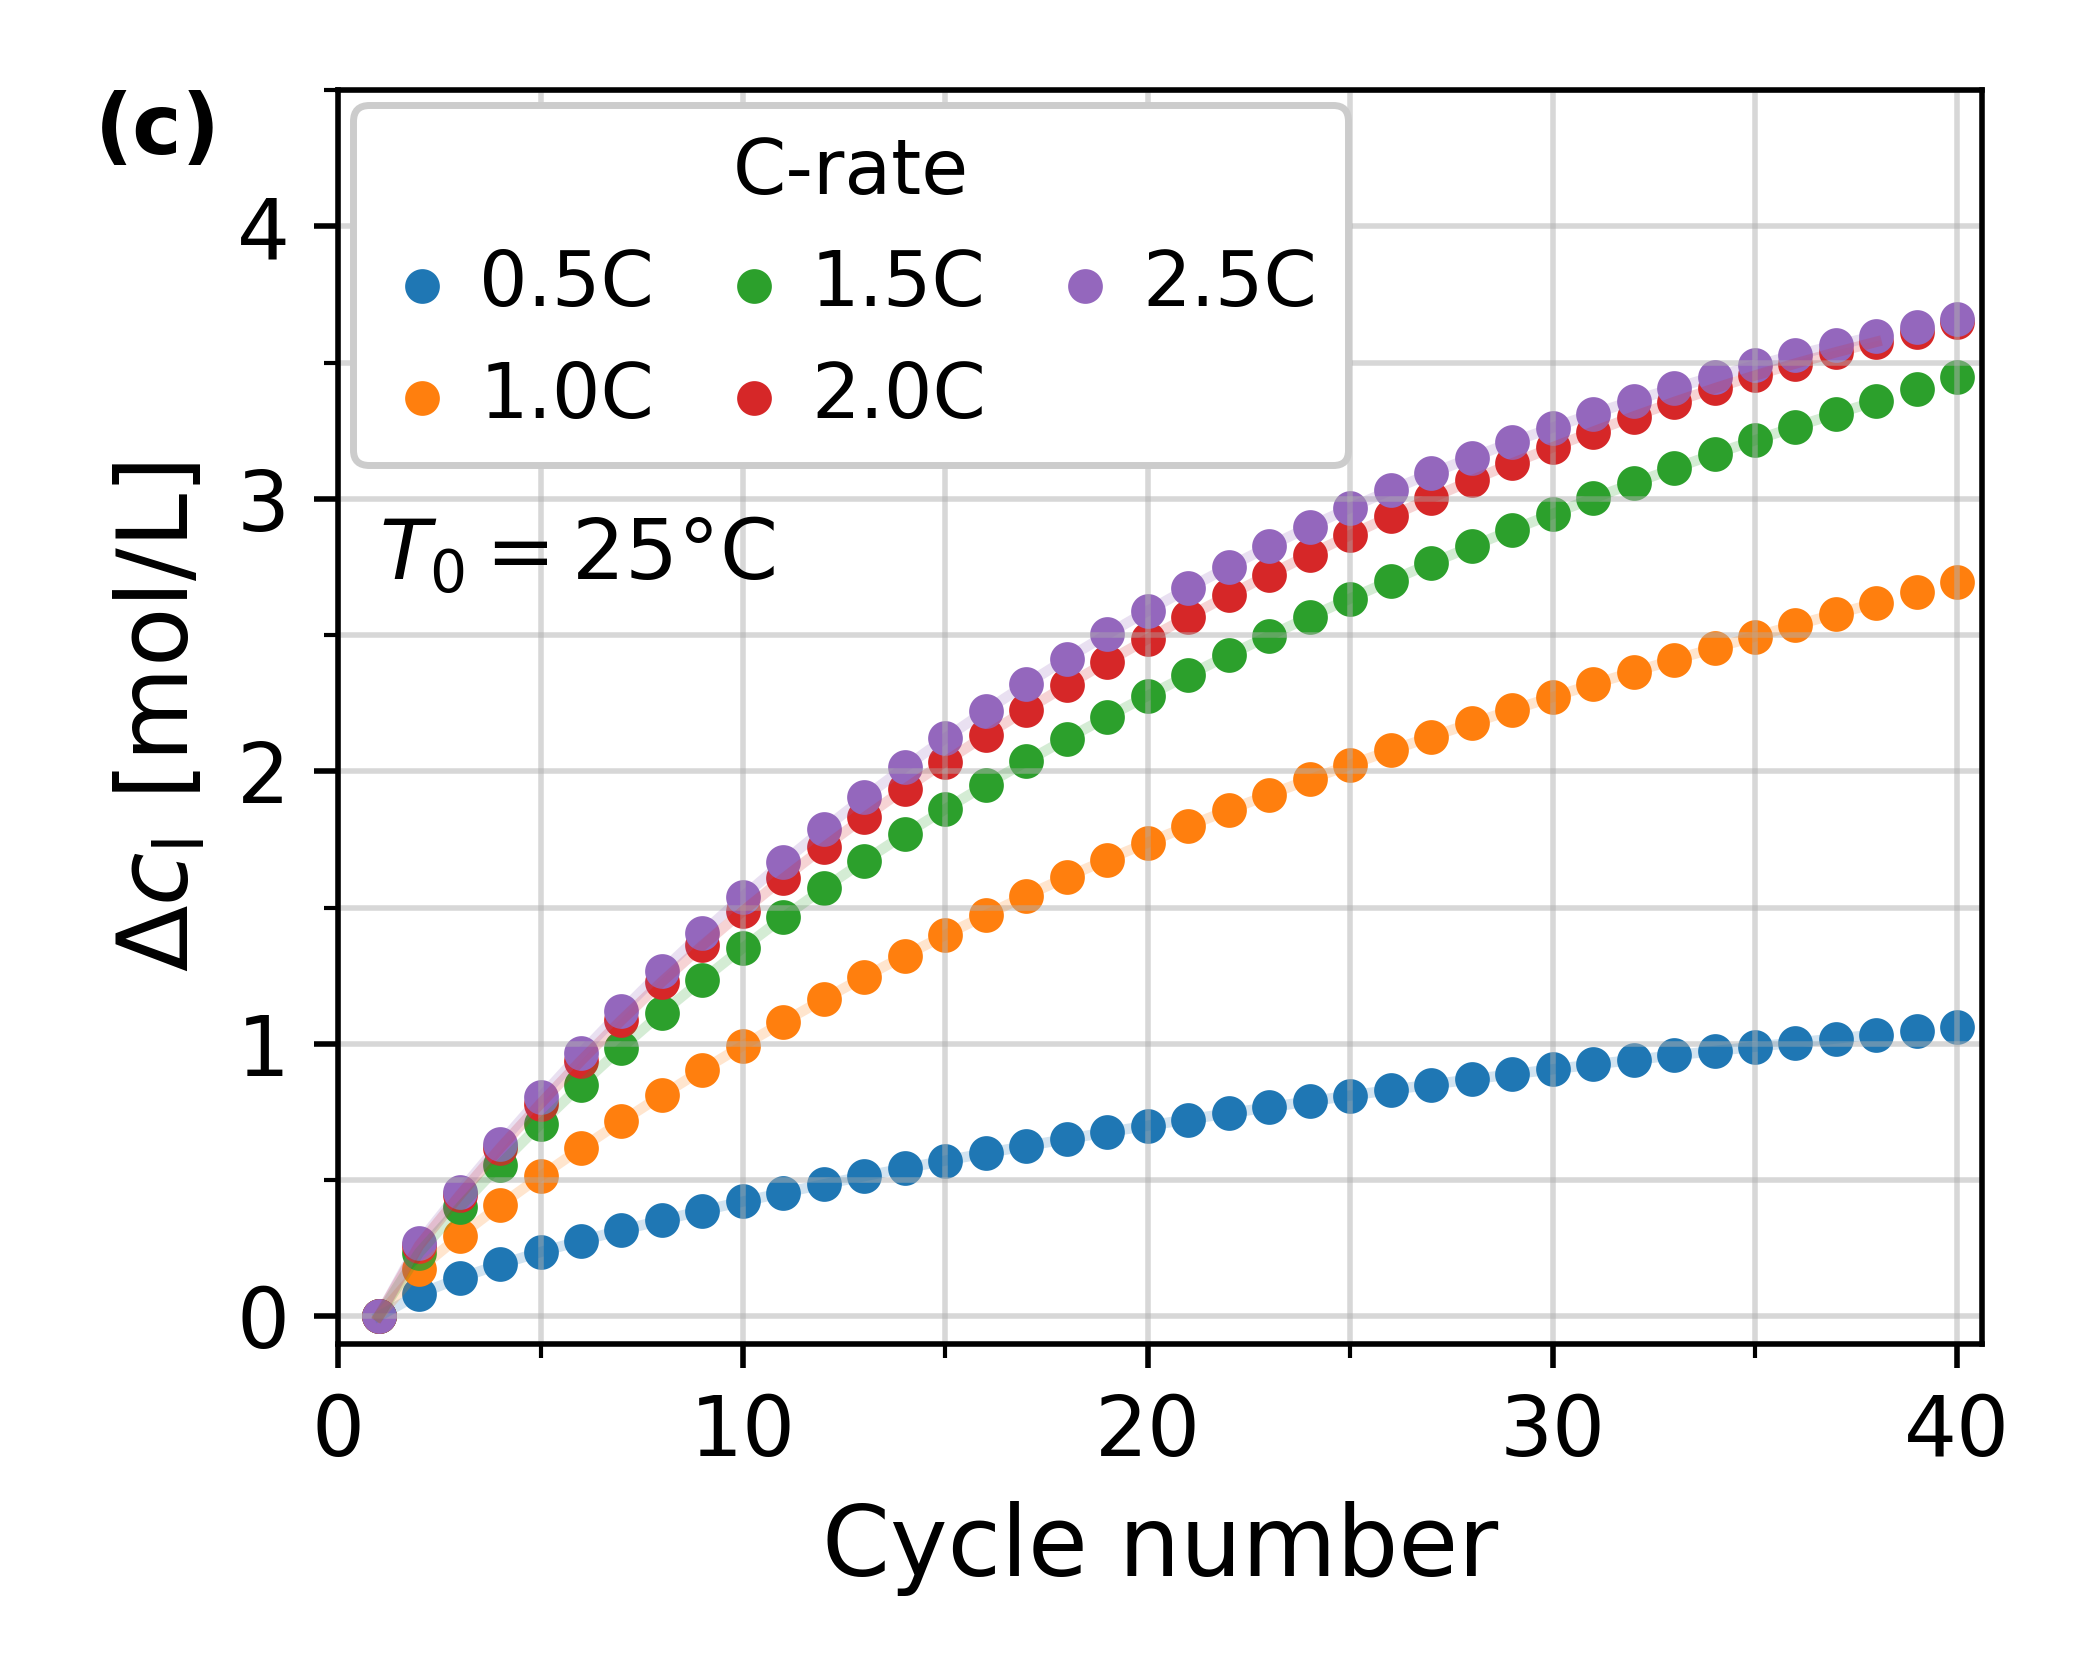 (c)
C-rate
0.5C 1.5C 2.5C
1.0C 2.0C
T₀ = 25°C
Δcₗ [mol/L]
4
3
2
1
0
0 10 20 30 40
Cycle number